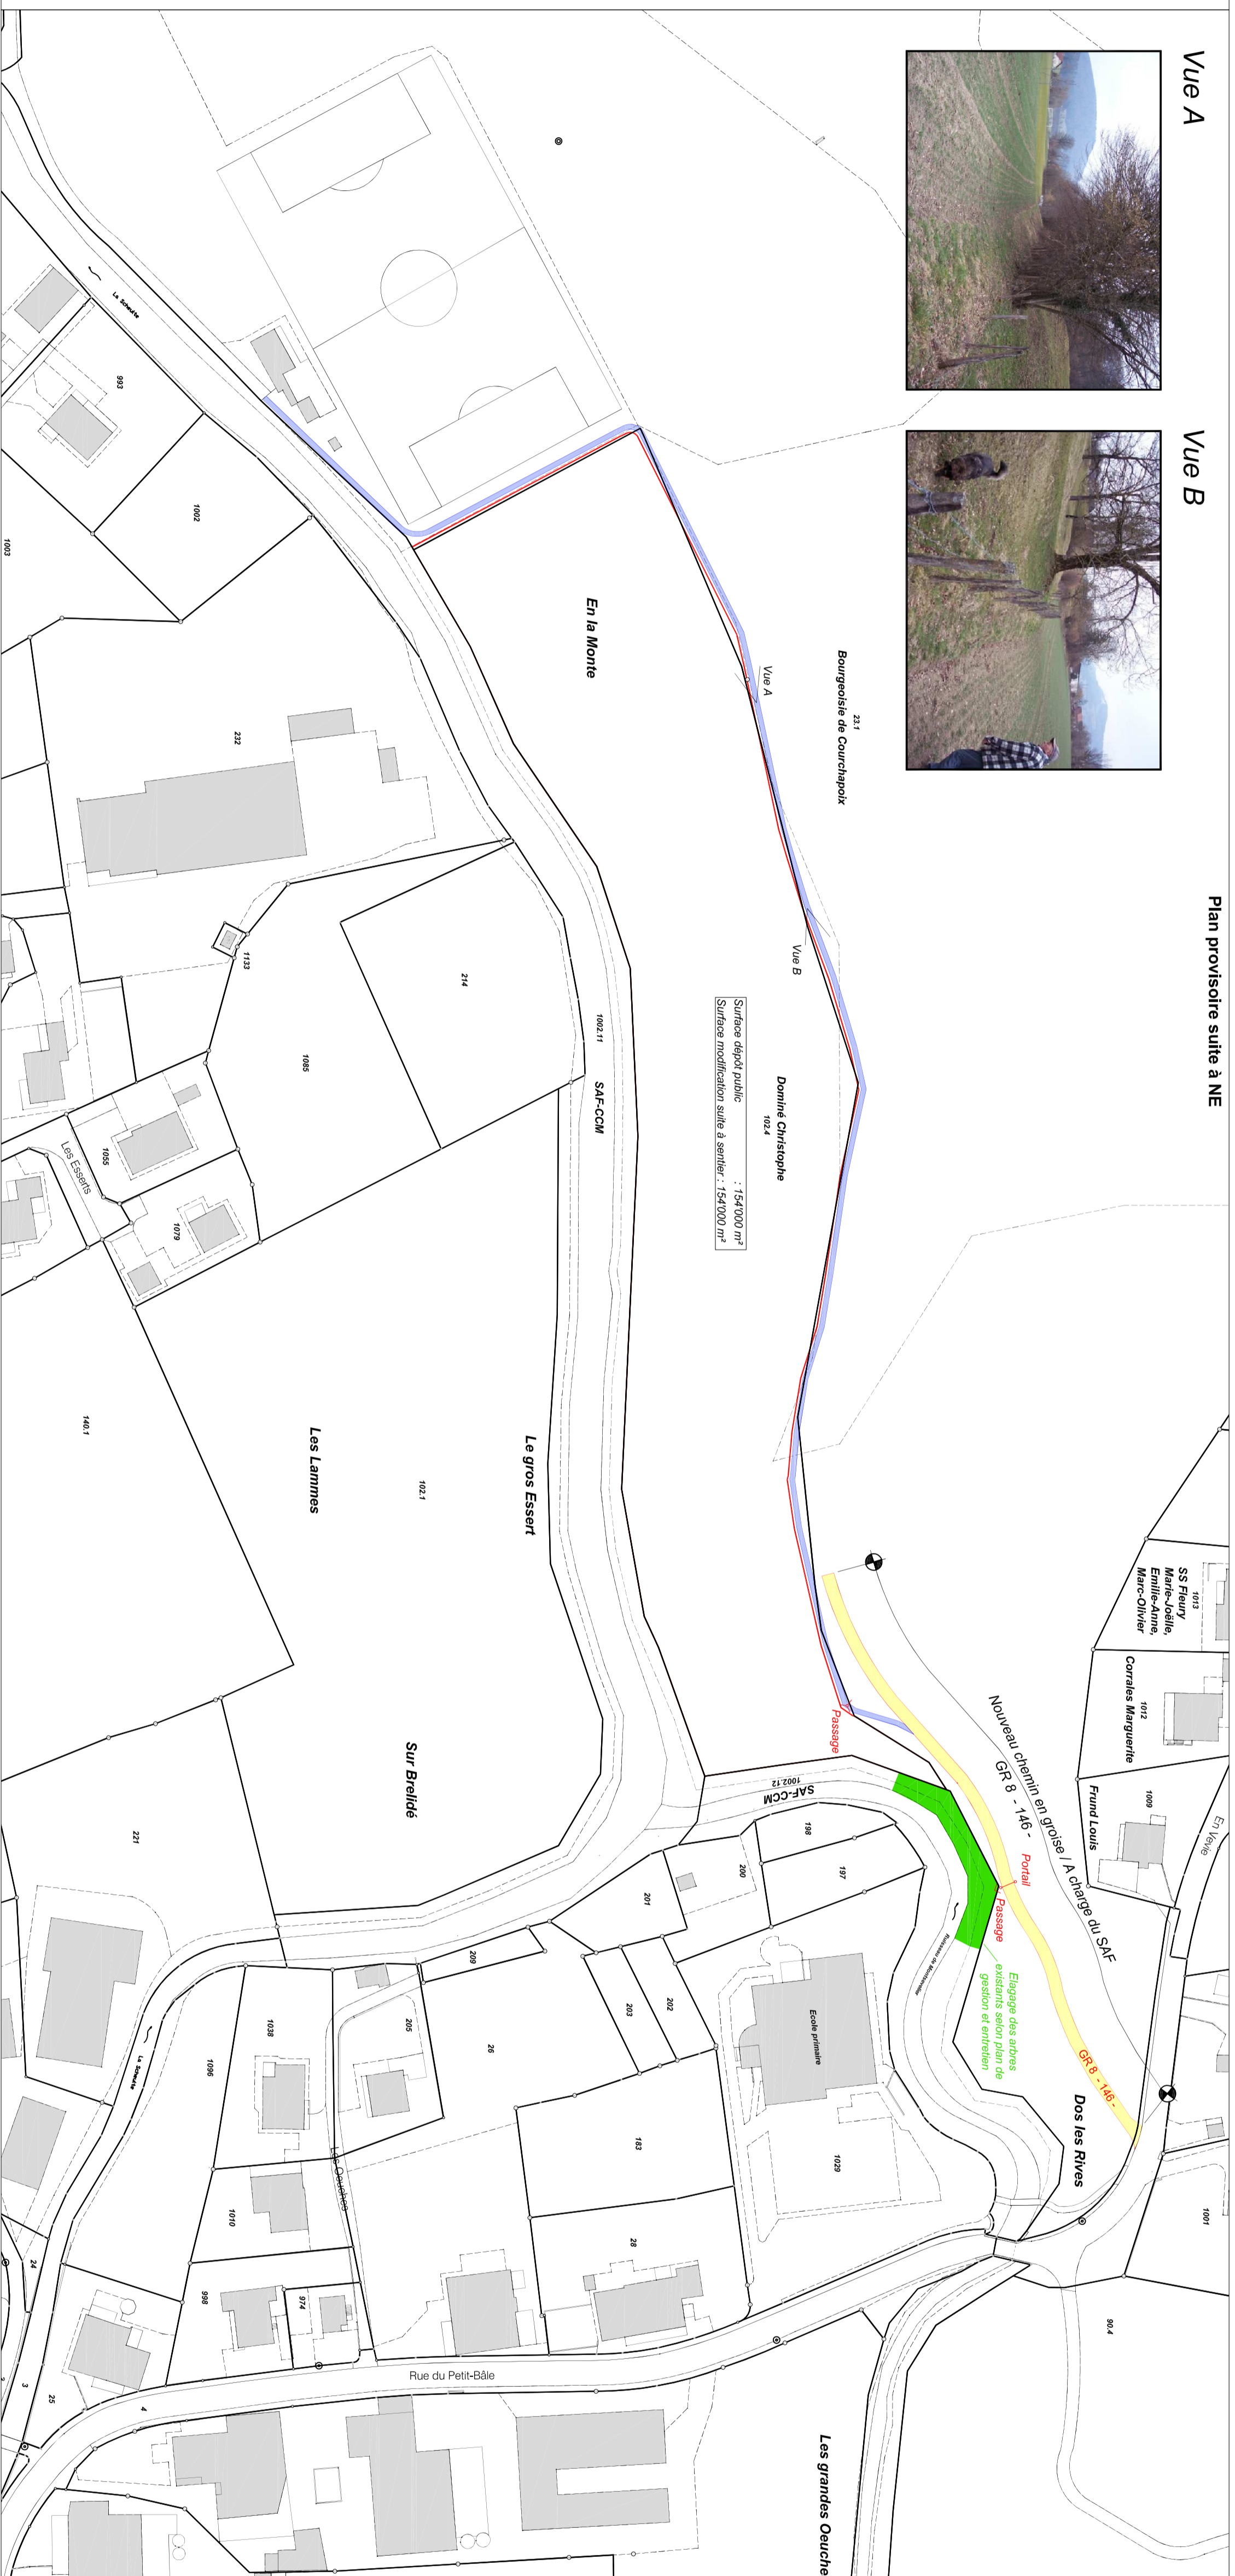 Plan provisoire suite à NE
Vue A
Vue B
23.1
Bourgeoisie de Courchapoix
Vue A
Vue B
En la Monte
Dominé Christophe
102.4
Surface dépôt public : 154'000 m²
Surface modification suite à sentier : 154'000 m²
La Scheulte
993
1002
1003
232
1133
214
1085
1002.11
SAF-CCM
1055
Les Esserts
1079
140.1
Les Lammes
102.1
Le gros Essert
Sur Brelidé
221
1013
SS Fleury
Marie-Joëlle,
Emilie-Anne,
Marc-Olivier
1012
Corrales Marguerite
1009
Frund Louis
En Vevie
Nouveau chemin en groise / A charge du SAF
GR 8 - 146 -
Passage
Portail
Passage
GR 8 - 146 -
Elagage des arbres
existants selon plan de
gestion et entretien
SAF-CCM
1002.12
198
197
200
201
209
202
203
205
26
1038
1096
La Scheulte
Les Oeuches
1010
998
974
183
28
Ecole primaire
1029
Dos les Rives
1001
90.4
Rue du Petit-Bâle
24
3
25
4
Les grandes Oeuche